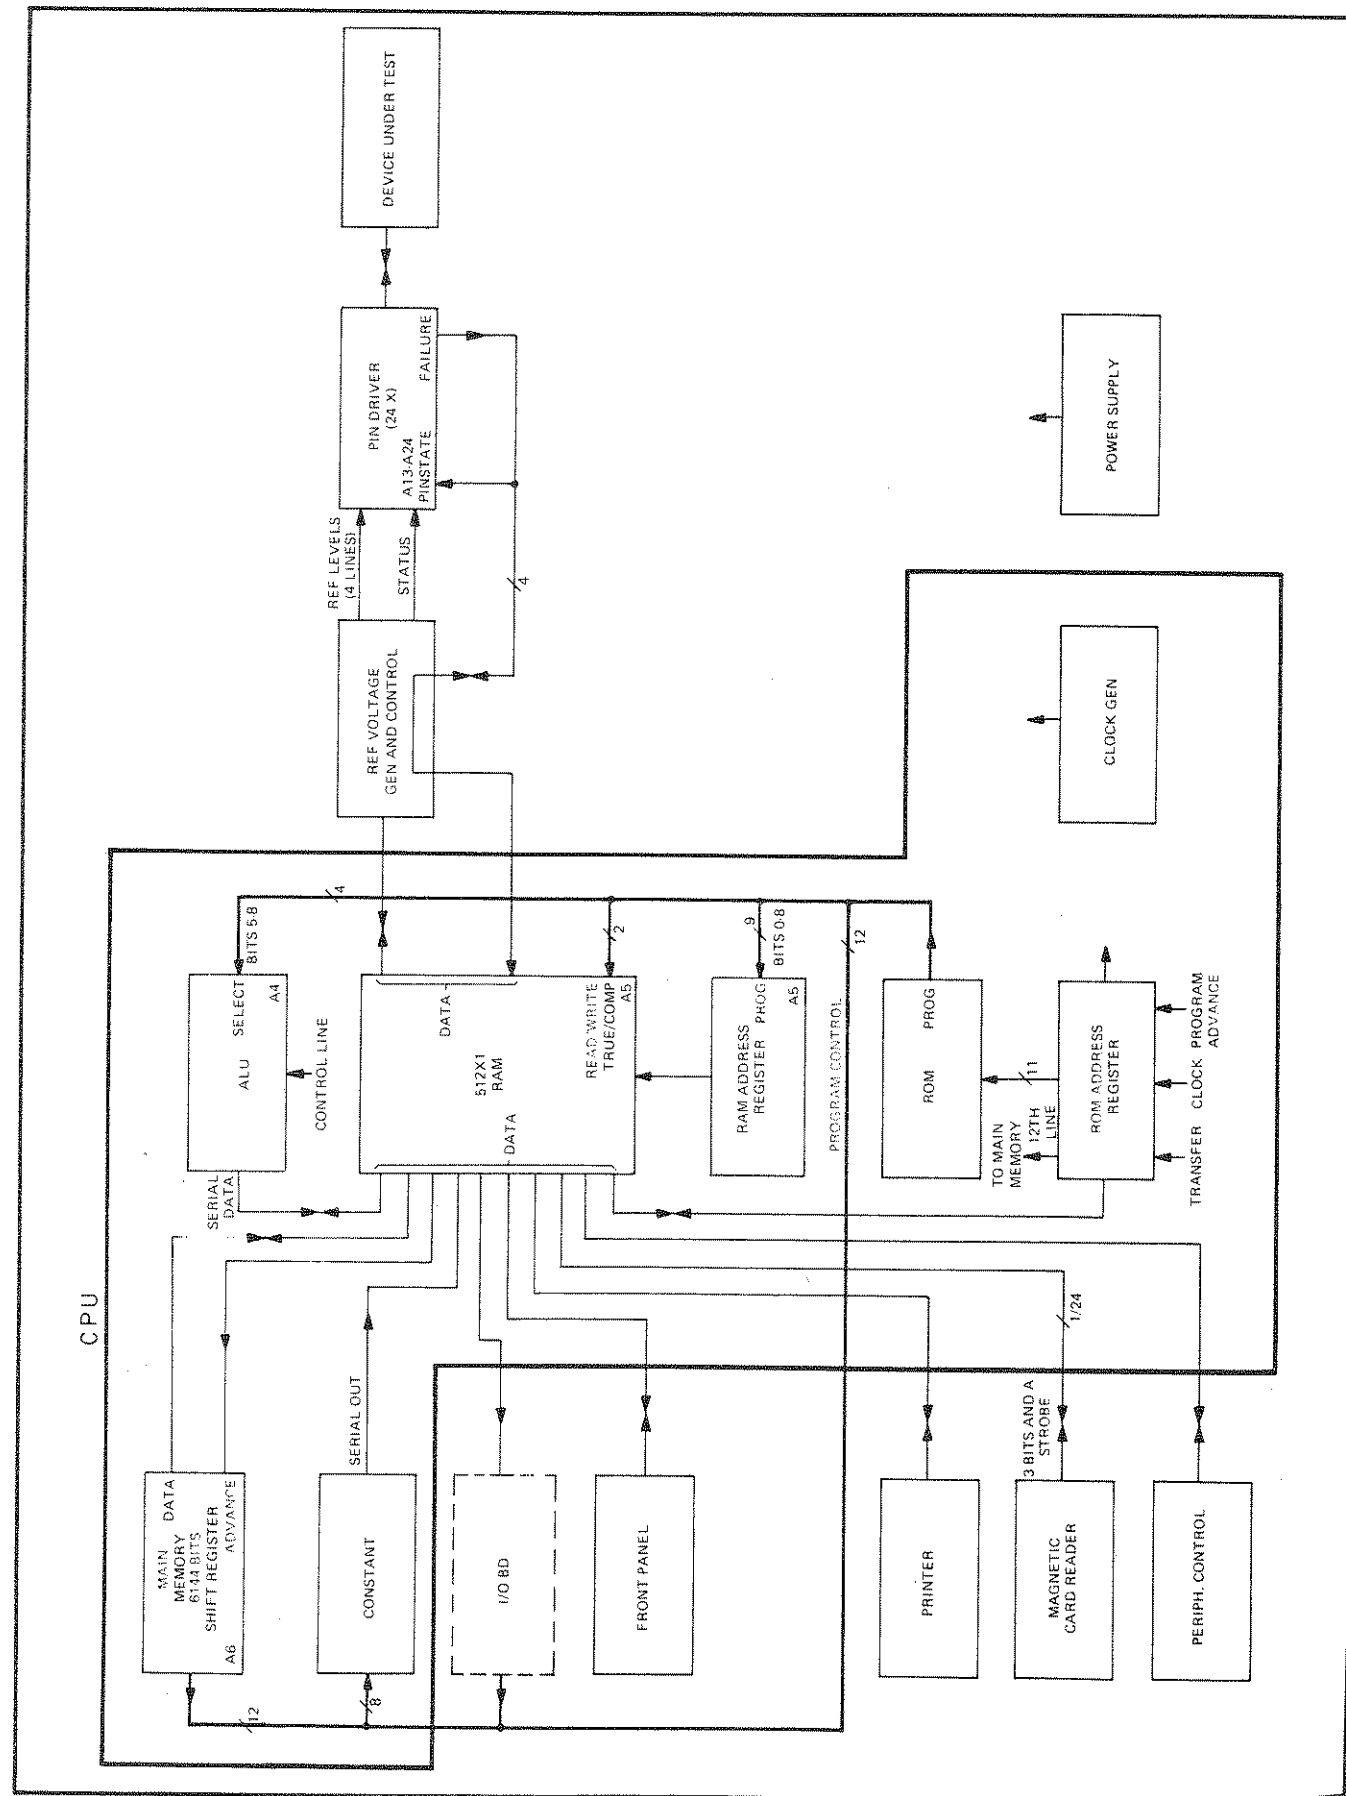 CPU
MAIN
MEMORY
6144 BITS
SHIFT REGISTER
DATA
ADVANCE
A6
12
CONSTANT
8
SERIAL OUT
I/O BD
FRONT PANEL
PRINTER
MAGNETIC
CARD READER
3 BITS AND A
STROBE
1/24
PERIPH. CONTROL
SERIAL
DATA
ALU
SELECT
A4
BITS 5-8
CONTROL LINE
4
DATA
512X1
RAM
DATA
READ/WRITE
TRUE/COMP
A5
2
RAM ADDRESS
REGISTER
PROG
A5
9
BITS 0-8
PROGRAM CONTROL
12
ROM
PROG
11
TO MAIN
MEMORY
12TH
LINE
ROM ADDRESS
REGISTER
TRANSFER
CLOCK
PROGRAM
ADVANCE
REF VOLTAGE
GEN AND CONTROL
REF LEVELS
(4 LINES)
STATUS
4
PIN DRIVER
(24 X)
A13-A24
PINSTATE
FAILURE
DEVICE UNDER TEST
CLOCK GEN
POWER SUPPLY